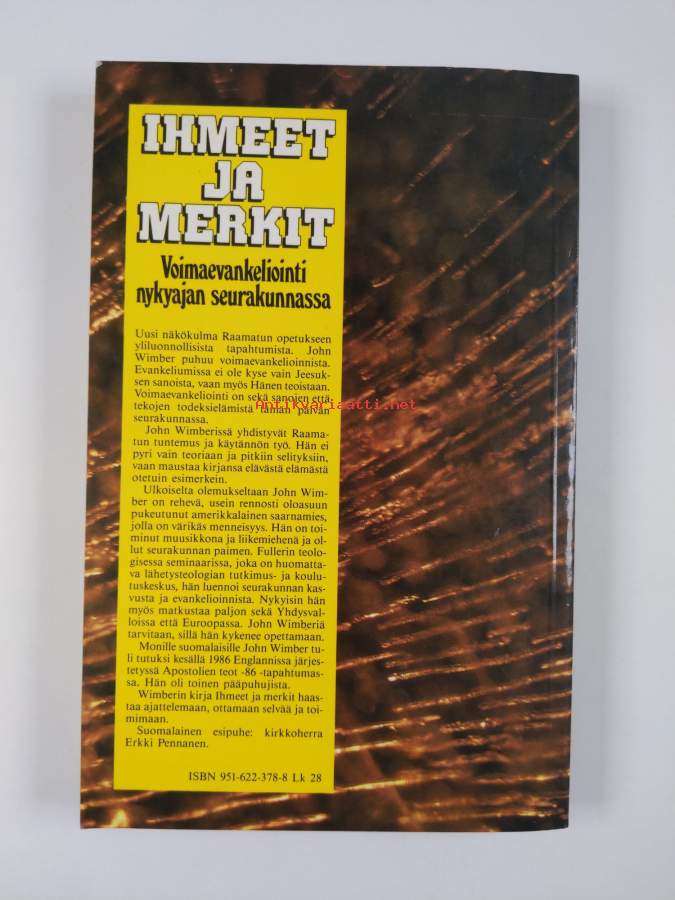 IHMEET
JA
MERKIT
Voimaevankeliointi
nykyajan seurakunnassa
Uusi näkökulma Raamatun opetukseen
yliluonnollisista tapahtumista. John
Wimber puhuu voimaevankelioinnista.
Evankeliumissa ei ole kyse vain Jeesuk-
sen sanoista, vaan myös Hänen teoistaan.
Voimaevankeliointi on sekä sanojen että
tekojen todeksielämistä tämän päivän
Antikvariaatti.net
seurakunnassa.
John Wimberissä yhdistyvät Raama-
tun tuntemus ja käytännön työ. Hän ei
pyri vain teoriaan ja pitkiin selityksiin,
vaan maustaa kirjansa elävästä elämästä
otetuin esimerkein.
Ulkoiselta olemukseltaan John Wim-
ber on rehevä, usein rennosti oloasuun
pukeutunut amerikkalainen saarnamies,
jolla on värikäs menneisyys. Hän on toi-
minut muusikkona ja liikemiehenä ja ol-
lut seurakunnan paimen. Fullerin teolo-
gisessa seminaarissa, joka on huomatta-
va lähetysteologian tutkimus- ja koulu-
tuskeskus, hän luennoi seurakunnan kas-
vusta ja evankelioinnista. Nykyisin hän
myös matkustaa paljon sekä Yhdysval-
loissa että Euroopassa. John Wimberiä
tarvitaan, sillä hän kykenee opettamaan.
Monille suomalaisille John Wimber tu-
li tutuksi kesällä 1986 Englannissa järjes-
tetyssä Apostolien teot -86 -tapahtumas-
sa. Hän oli toinen pääpuhujista.
Wimberin kirja Ihmeet ja merkit haas-
taa ajattelemaan, ottamaan selvää ja toi-
mimaan.
Suomalainen esipuhe: kirkkoherra
Erkki Pennanen.
ISBN 951-622-378-8 Lk 28